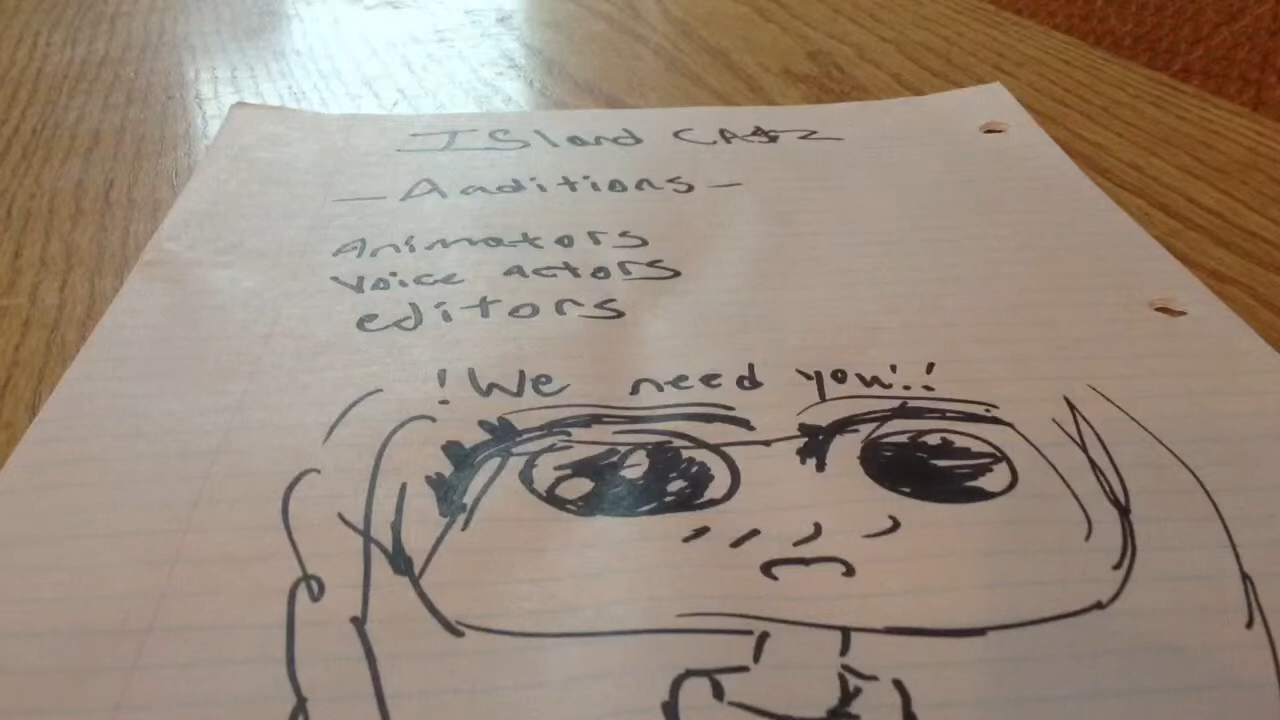 ISland CATZ
-Auditions-
Animators
Voice actors
editors
!We need you!!